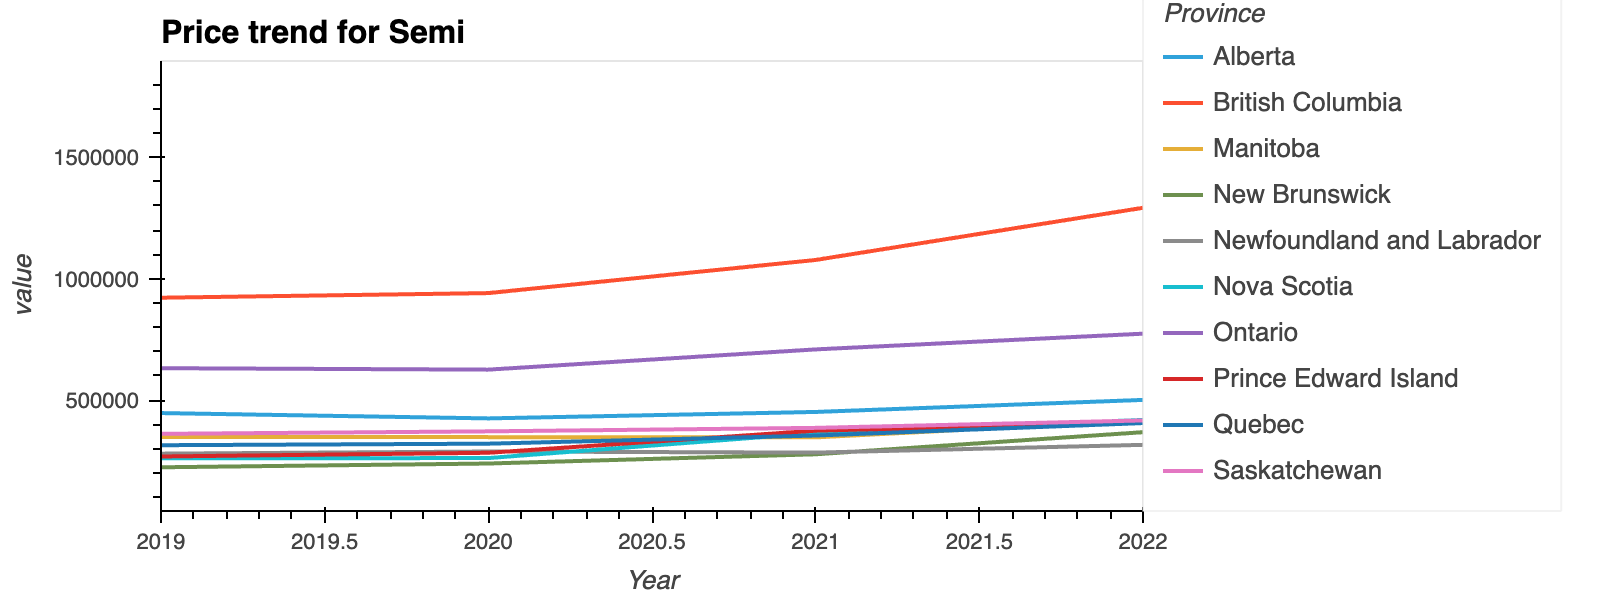 Price trend for Semi
value
1500000
1000000
500000
2019
2019.5
2020
2020.5
2021
2021.5
2022
Year
Province
Alberta
British Columbia
Manitoba
New Brunswick
Newfoundland and Labrador
Nova Scotia
Ontario
Prince Edward Island
Quebec
Saskatchewan